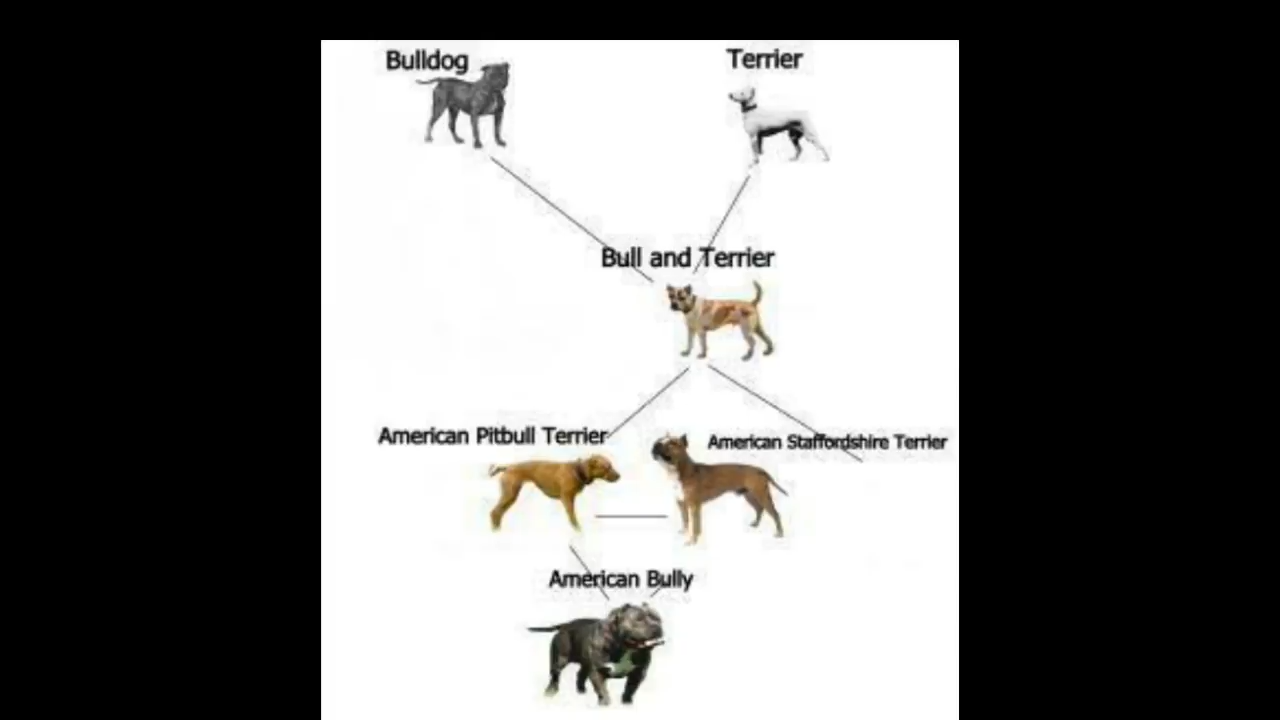 Bulldog
Terrier
Bull and Terrier
American Pitbull Terrier
American Staffordshire Terrier
American Bully